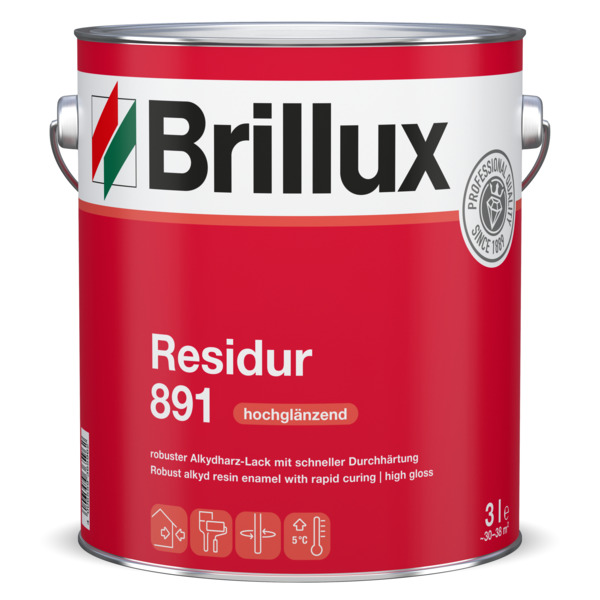 Brillux
PROFESSIONAL QUALITY
SINCE 1889
Residur
891 hochglänzend
robuster Alkydharz-Lack mit schneller Durchhärtung
Robust alkyd resin enamel with rapid curing | high gloss
5 °C
3 l e
~30–38 m²